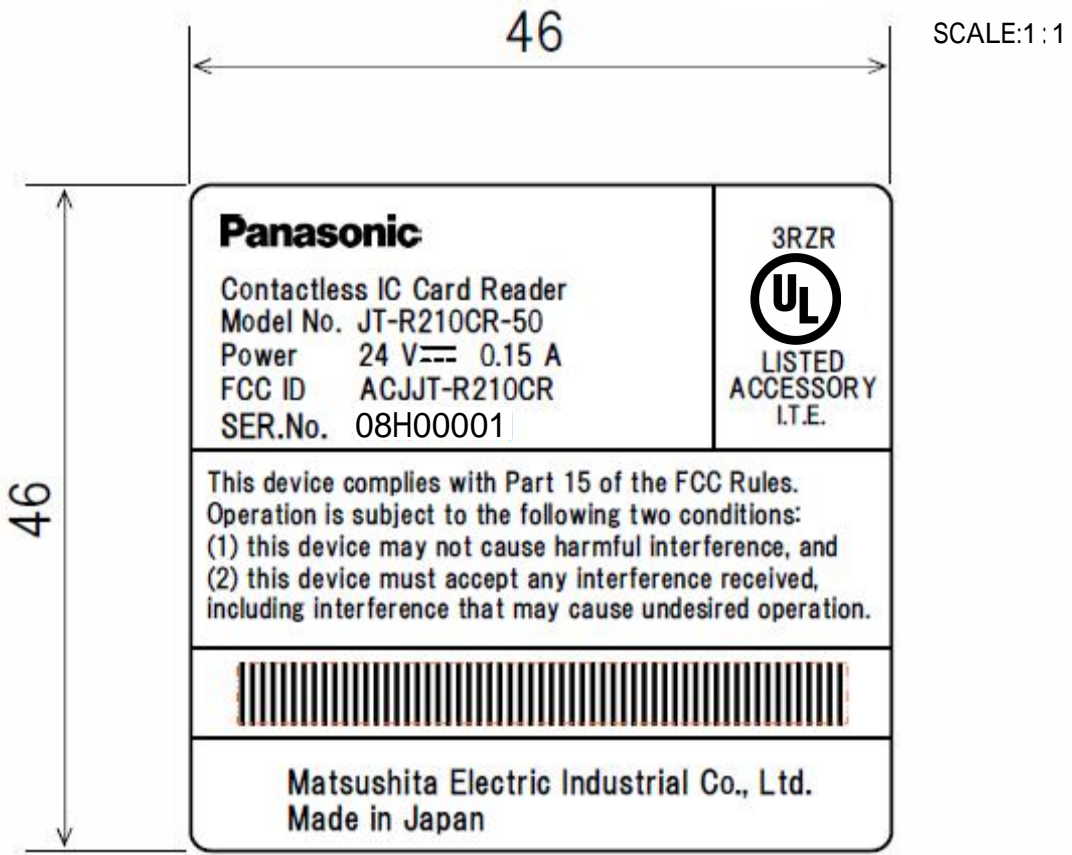 46
SCALE:1:1
46
Panasonic
Contactless IC Card Reader
Model No. JT-R210CR-50
Power 24 V⎓ 0.15 A
FCC ID ACJJT-R210CR
SER.No. 08H00001
3RZR
UL
LISTED
ACCESSORY
I.T.E.
This device complies with Part 15 of the FCC Rules.
Operation is subject to the following two conditions:
(1) this device may not cause harmful interference, and
(2) this device must accept any interference received,
including interference that may cause undesired operation.
Matsushita Electric Industrial Co., Ltd.
Made in Japan